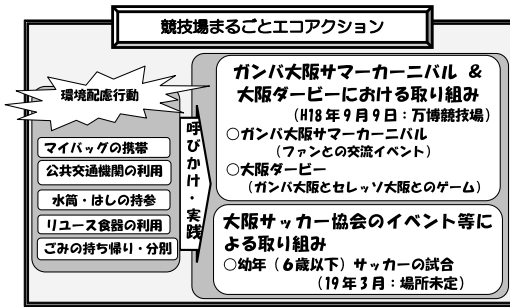 競技場まるごとエコアクション
環境配慮行動
マイバッグの携帯
公共交通機関の利用
水筒・はしの持参
リユース食器の利用
ごみの持ち帰り・分別
呼びかけ・実践
ガンバ大阪サマーカーニバル ＆
大阪ダービーにおける取り組み
（H18年9月9日：万博競技場）
○ガンバ大阪サマーカーニバル
（ファンとの交流イベント）
○大阪ダービー
（ガンバ大阪とセレッソ大阪とのゲーム）
大阪サッカー協会のイベント等に
よる取り組み
○幼年（6歳以下）サッカーの試合
（19年3月：場所未定）